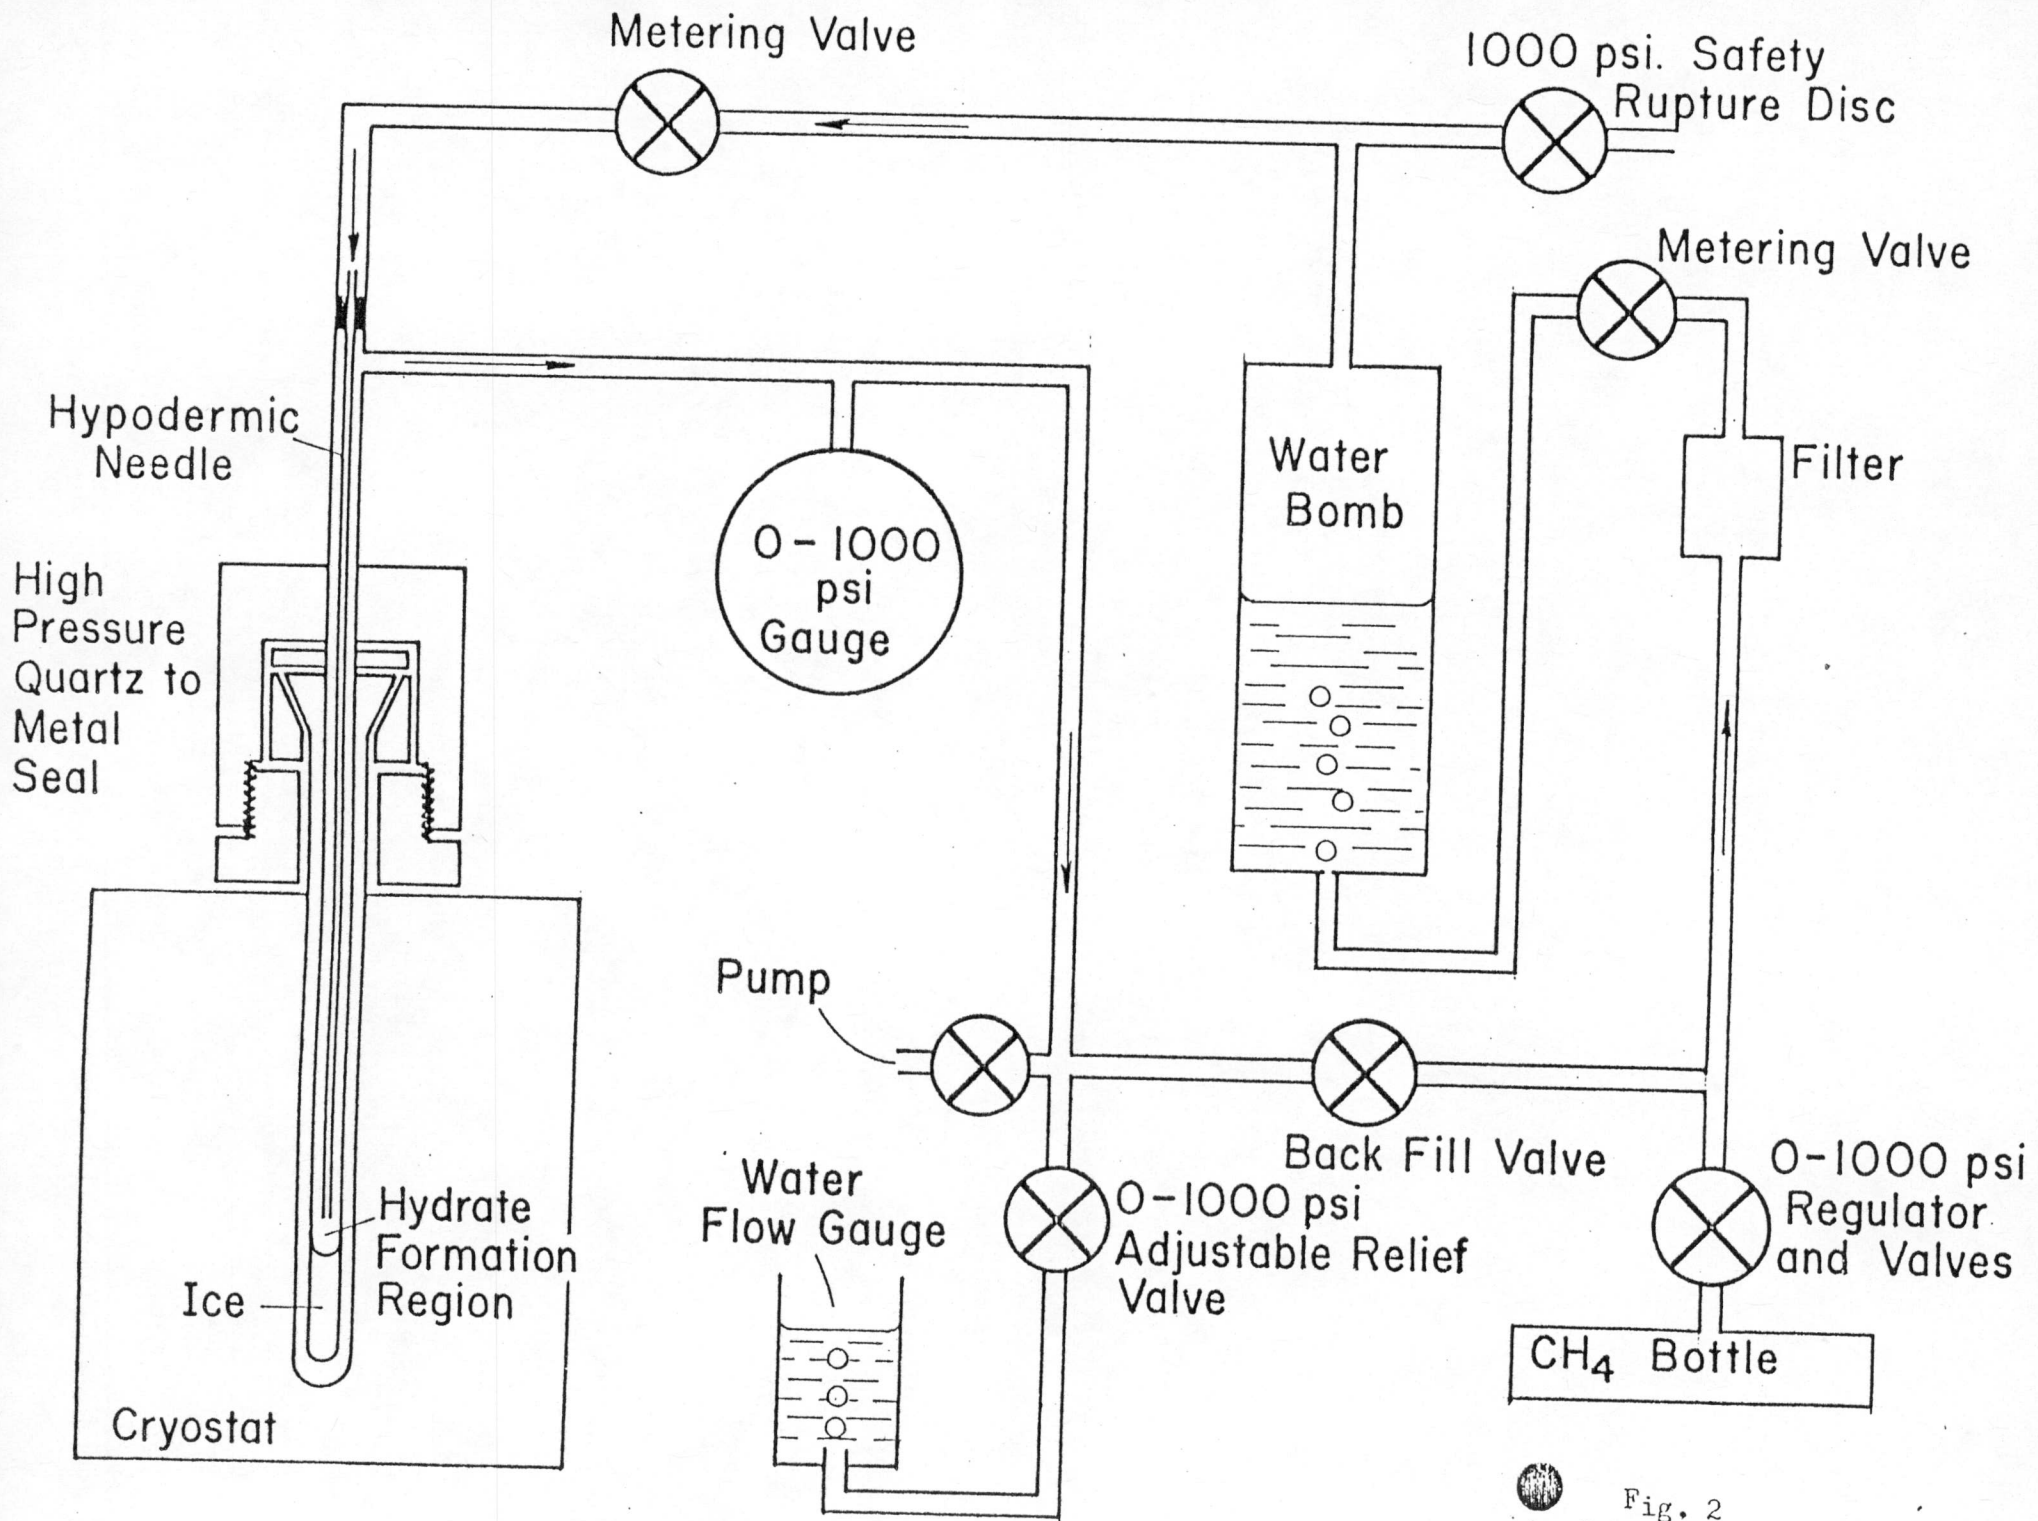 Metering Valve
1000 psi. Safety
Rupture Disc
Metering Valve
Hypodermic
Needle
Water
Bomb
Filter
0-1000
psi
Gauge
High
Pressure
Quartz to
Metal
Seal
Pump
Back Fill Valve
0-1000 psi
Regulator
and Valves
Water
Flow Gauge
0-1000 psi
Adjustable Relief
Valve
Hydrate
Formation
Region
Ice
CH4 Bottle
Cryostat
Fig. 2